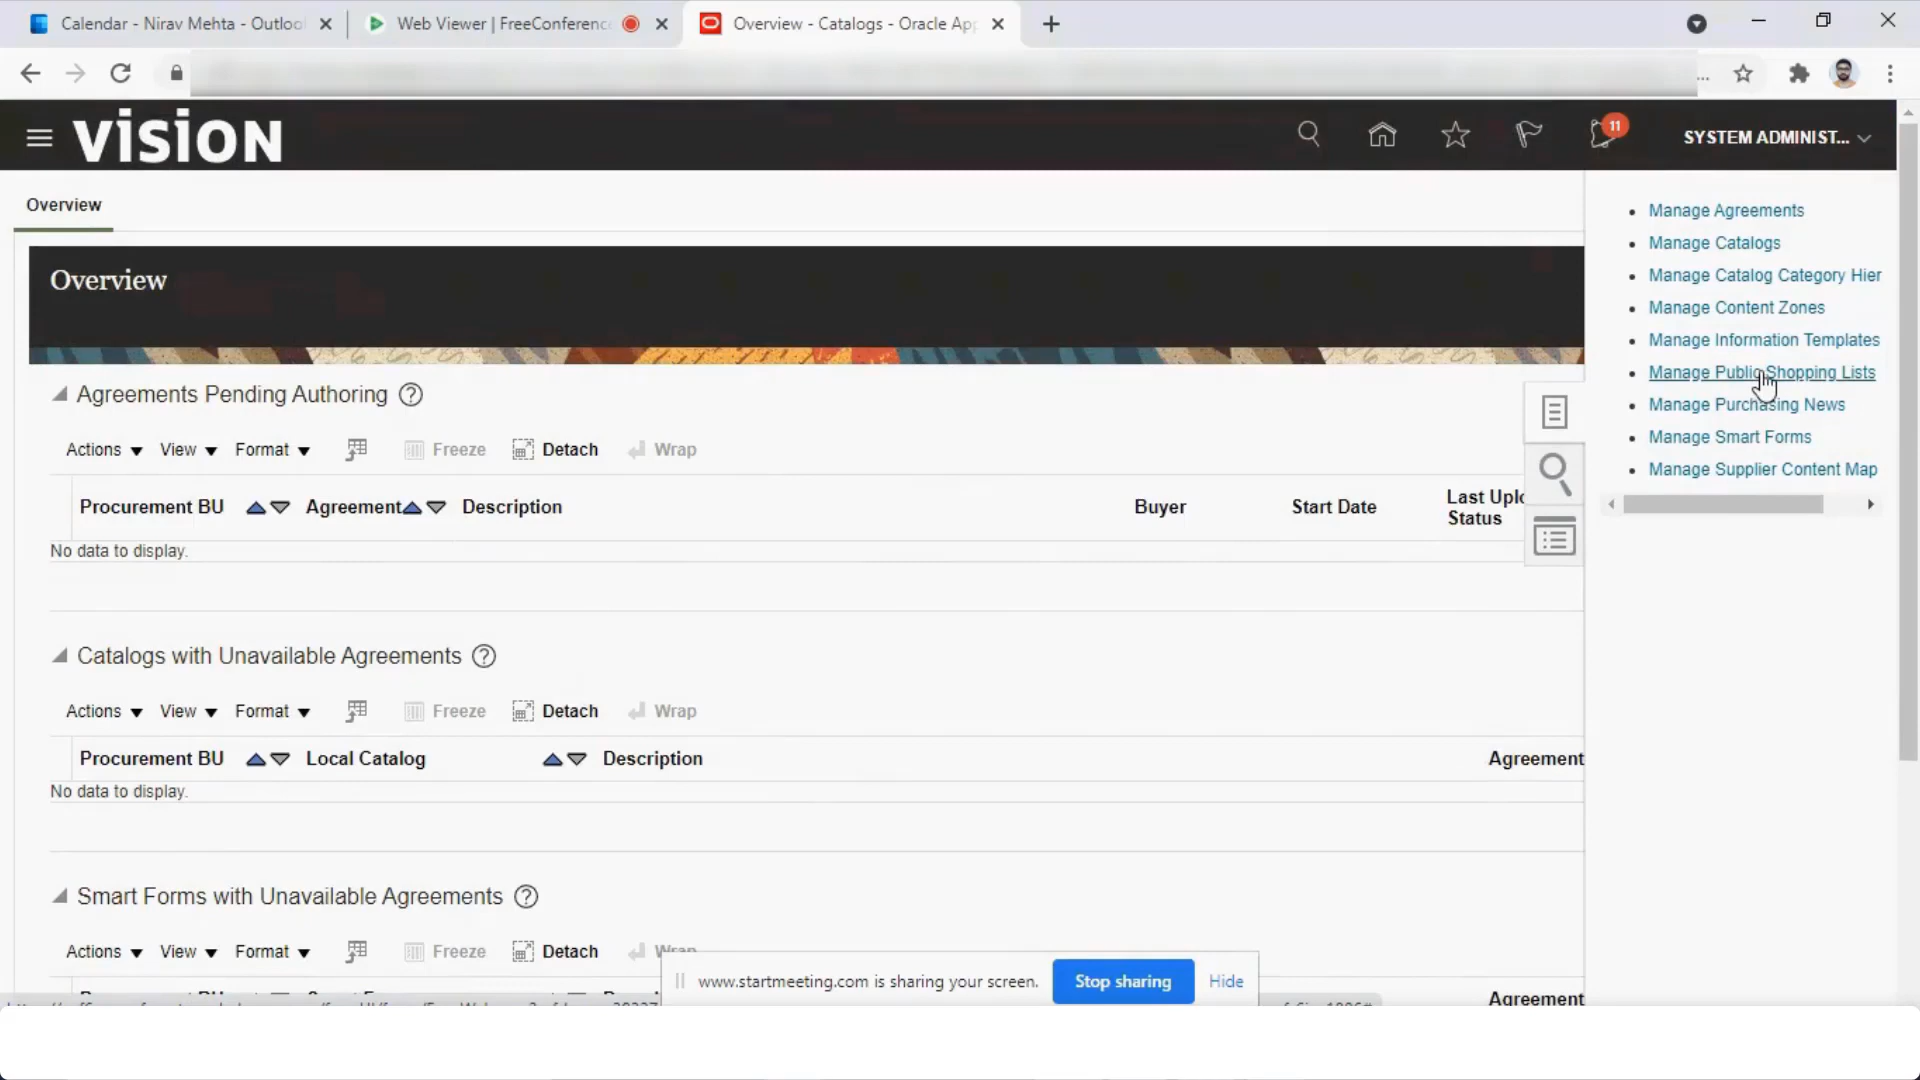 Calendar - Nirav Mehta - Outloo
Web Viewer | FreeConference
Overview - Catalogs - Oracle App
vision
11
SYSTEM ADMINIST...
Overview
Manage Agreements
Manage Catalogs
Manage Catalog Category Hier
Manage Content Zones
Manage Information Templates
Manage Public Shopping Lists
Manage Purchasing News
Manage Smart Forms
Manage Supplier Content Map
Overview
Agreements Pending Authoring
Actions View Format Freeze Detach Wrap
Procurement BU Agreement Description Buyer Start Date Last Uplo
Status
No data to display.
Catalogs with Unavailable Agreements
Actions View Format Freeze Detach Wrap
Procurement BU Local Catalog Description Agreement
No data to display.
Smart Forms with Unavailable Agreements
Actions View Format Freeze Detach Wrap
www.startmeeting.com is sharing your screen. Stop sharing Hide
Agreement